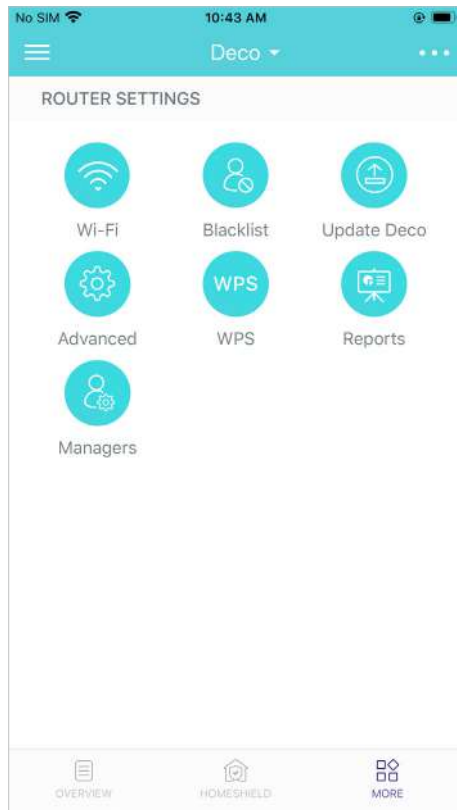 No SIM 10:43 AM
Deco
ROUTER SETTINGS
Wi-Fi Blacklist Update Deco
WPS
Advanced WPS Reports
Managers
OVERVIEW HOMESHIELD MORE